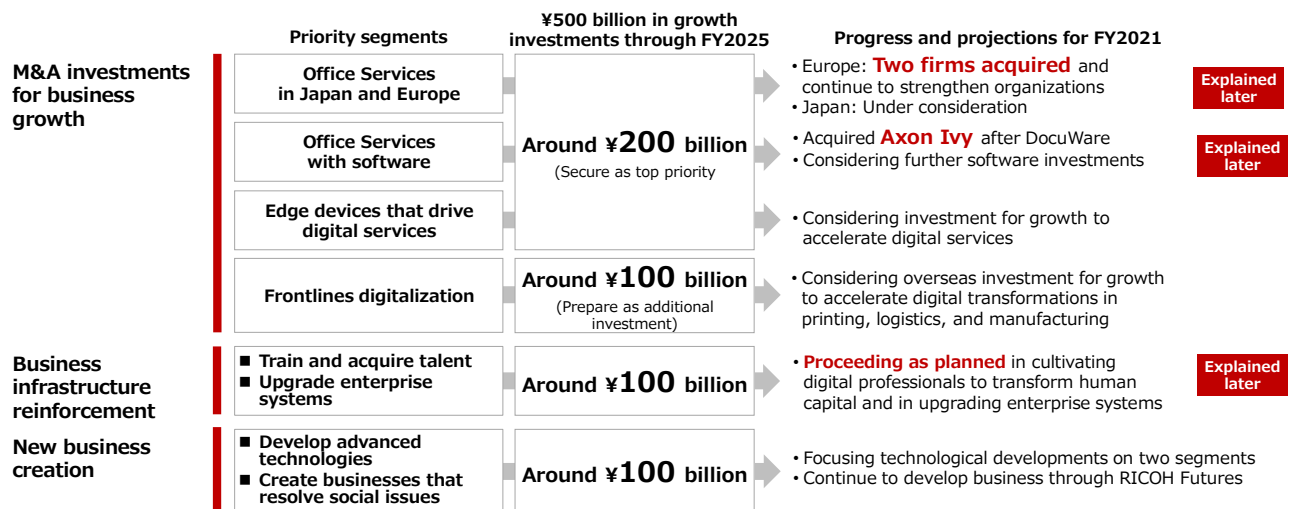 Priority segments
¥500 billion in growth
investments through FY2025
Progress and projections for FY2021
M&A investments
for business
growth
Office Services
in Japan and Europe
Office Services
with software
Edge devices that drive
digital services
Around ¥200 billion
(Secure as top priority
• Europe: Two firms acquired and
continue to strengthen organizations
• Japan: Under consideration
Explained
later
• Acquired Axon Ivy after DocuWare
• Considering further software investments
Explained
later
• Considering investment for growth to
accelerate digital services
Frontlines digitalization
Around ¥100 billion
(Prepare as additional
investment)
• Considering overseas investment for growth
to accelerate digital transformations in
printing, logistics, and manufacturing
Business
infrastructure
reinforcement
■ Train and acquire talent
■ Upgrade enterprise
systems
Around ¥100 billion
• Proceeding as planned in cultivating
digital professionals to transform human
capital and in upgrading enterprise systems
Explained
later
New business
creation
■ Develop advanced
technologies
■ Create businesses that
resolve social issues
Around ¥100 billion
• Focusing technological developments on two segments
• Continue to develop business through RICOH Futures